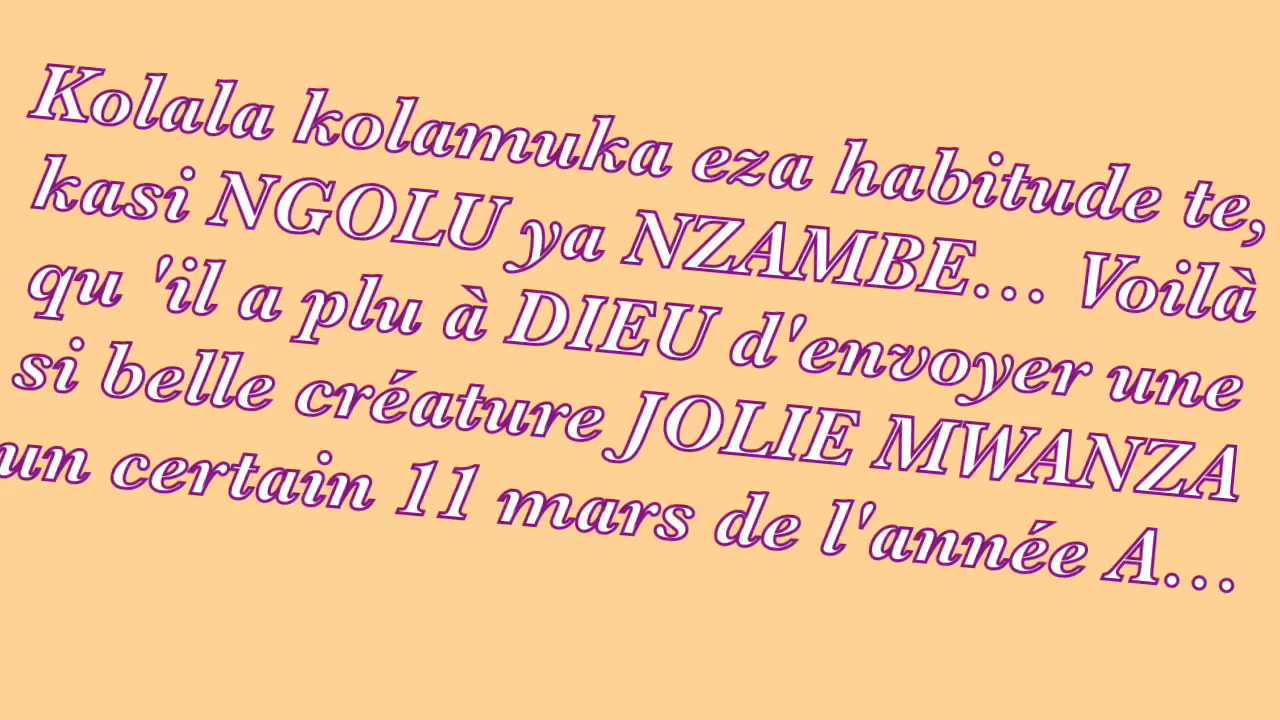 Kolala kolamuka eza habitude te,
kasi NGOLU ya NZAMBE... Voilà
qu 'il a plu à DIEU d'envoyer une
si belle créature JOLIE MWANZA
un certain 11 mars de l'année A...